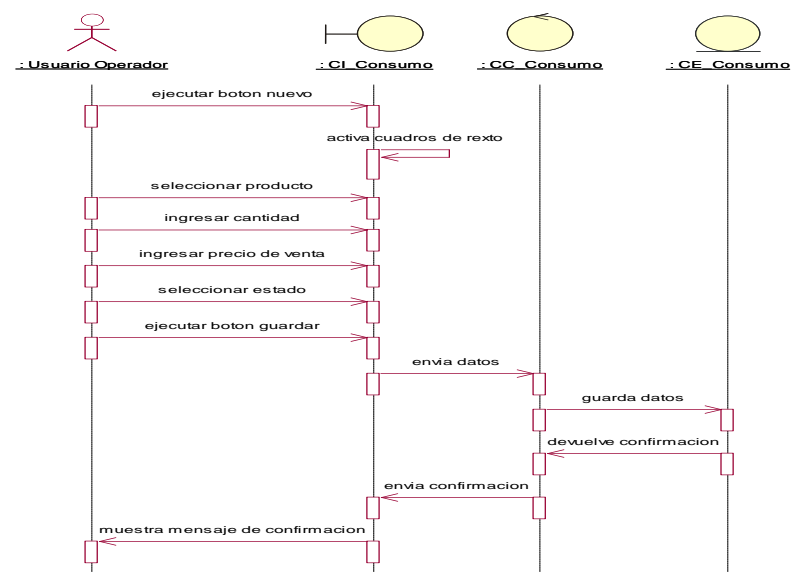 : Usuario Operador
: CI_Consumo
: CC_Consumo
: CE_Consumo
ejecutar boton nuevo
activa cuadros de rexto
seleccionar producto
ingresar cantidad
ingresar precio de venta
seleccionar estado
ejecutar boton guardar
envia datos
guarda datos
devuelve confirmacion
envia confirmacion
muestra mensaje de confirmacion